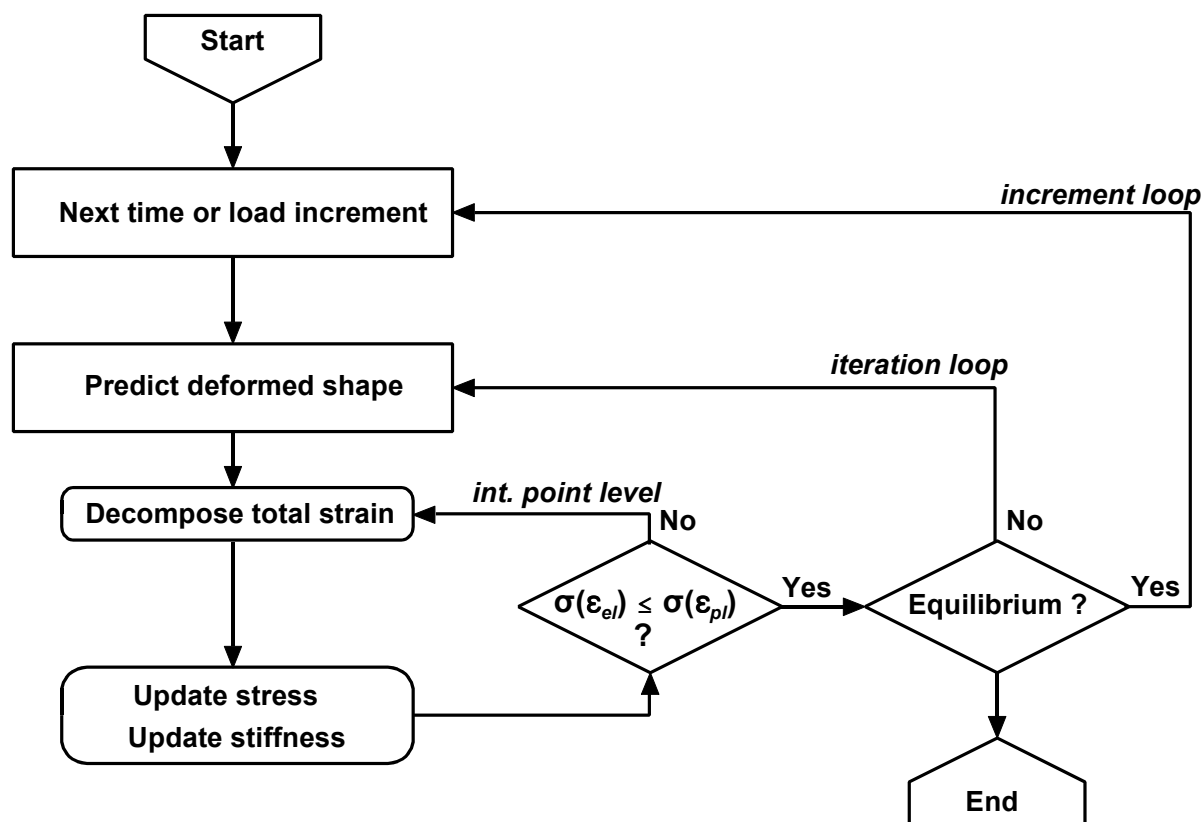 Start
increment loop
Next time or load increment
iteration loop
Predict deformed shape
int. point level
Decompose total strain
No
No
Yes
Yes
σ(εel) ≤ σ(εpl)
?
Equilibrium ?
Update stress
Update stiffness
End